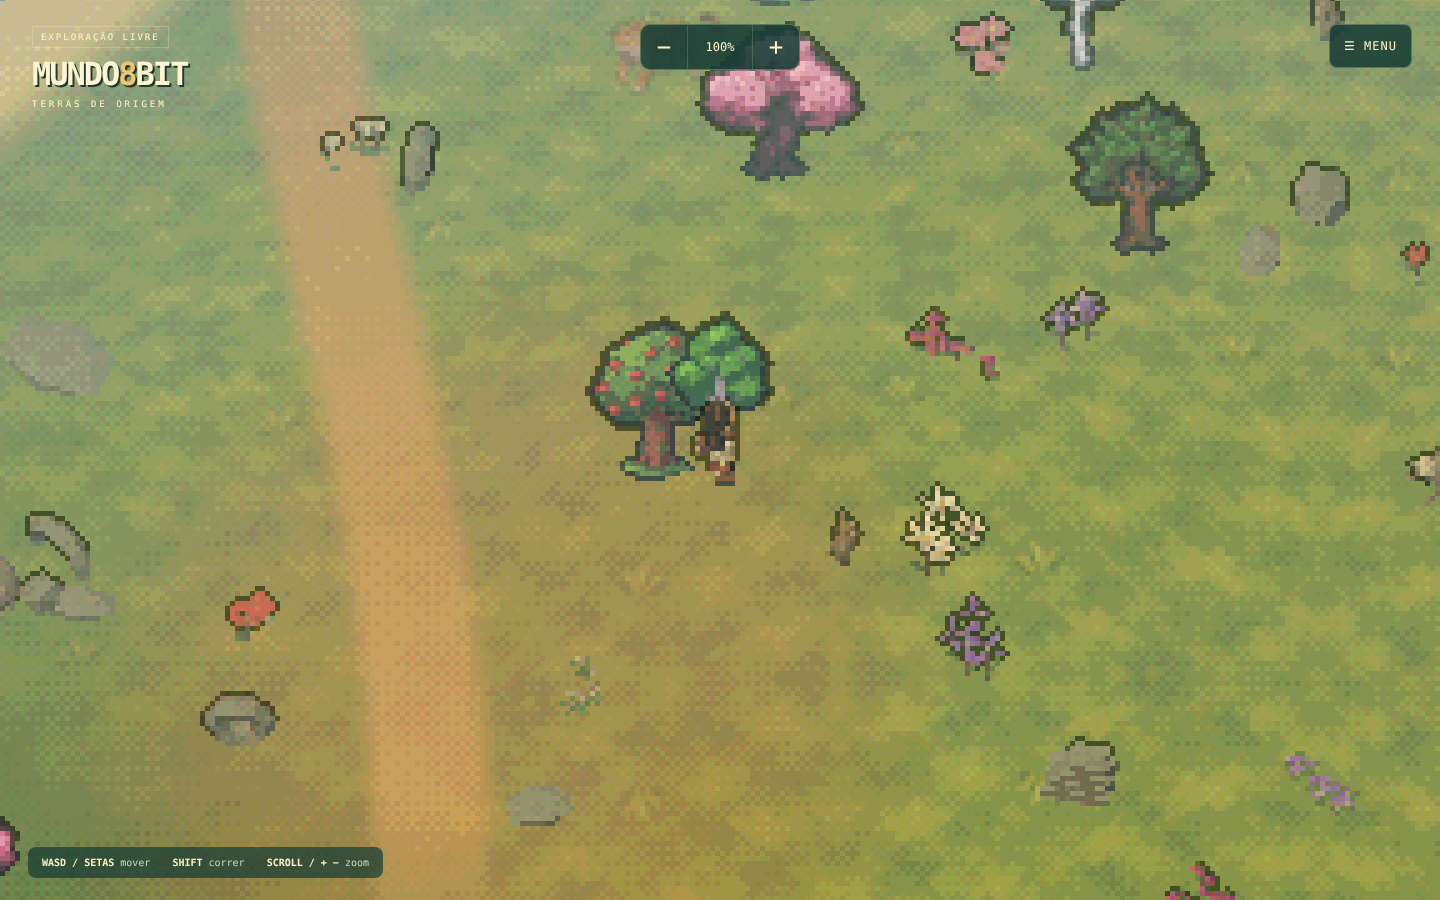 EXPLORAÇÃO LIVRE
MUNDO8BIT
TERRAS DE ORIGEM
− 100% +
☰ MENU
WASD / SETAS mover SHIFT correr SCROLL / + − zoom